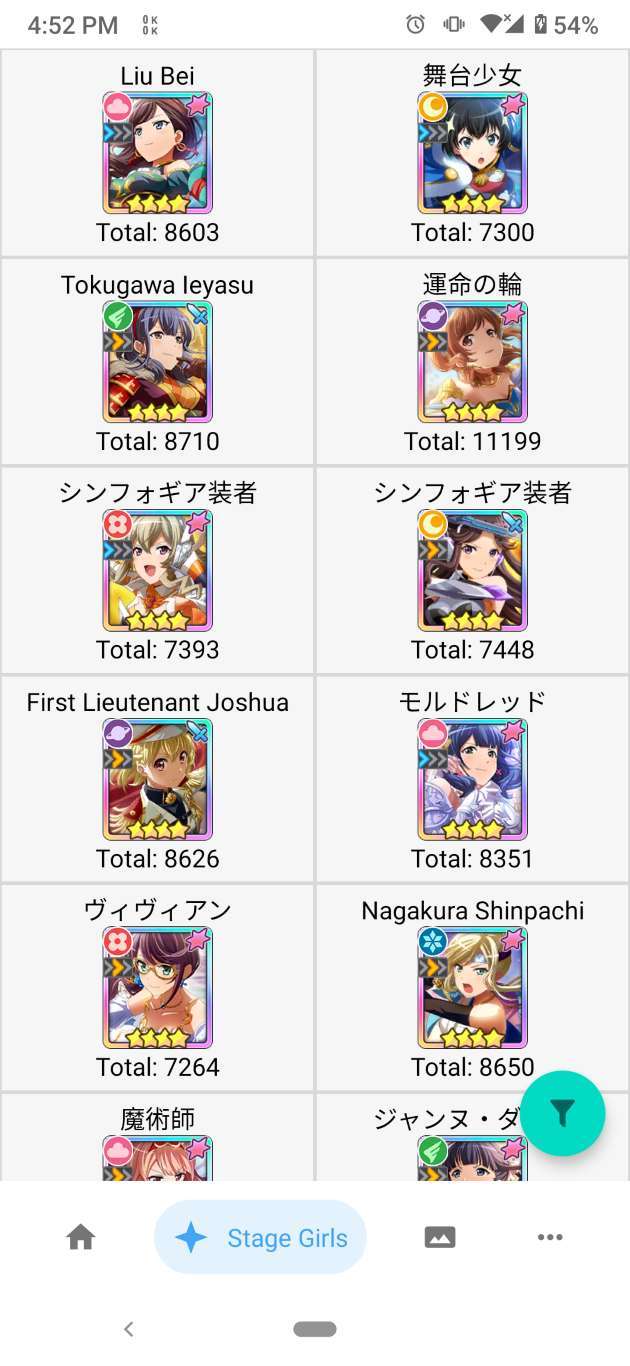 4:52 PM
OK
OK
54%
Liu Bei
舞台少女
Total: 8603
Total: 7300
Tokugawa Ieyasu
運命の輪
Total: 8710
Total: 11199
シンフォギア装者
シンフォギア装者
Total: 7393
Total: 7448
First Lieutenant Joshua
モルドレッド
Total: 8626
Total: 8351
ヴィヴィアン
Nagakura Shinpachi
Total: 7264
Total: 8650
魔術師
ジャンヌ・ダ
Stage Girls